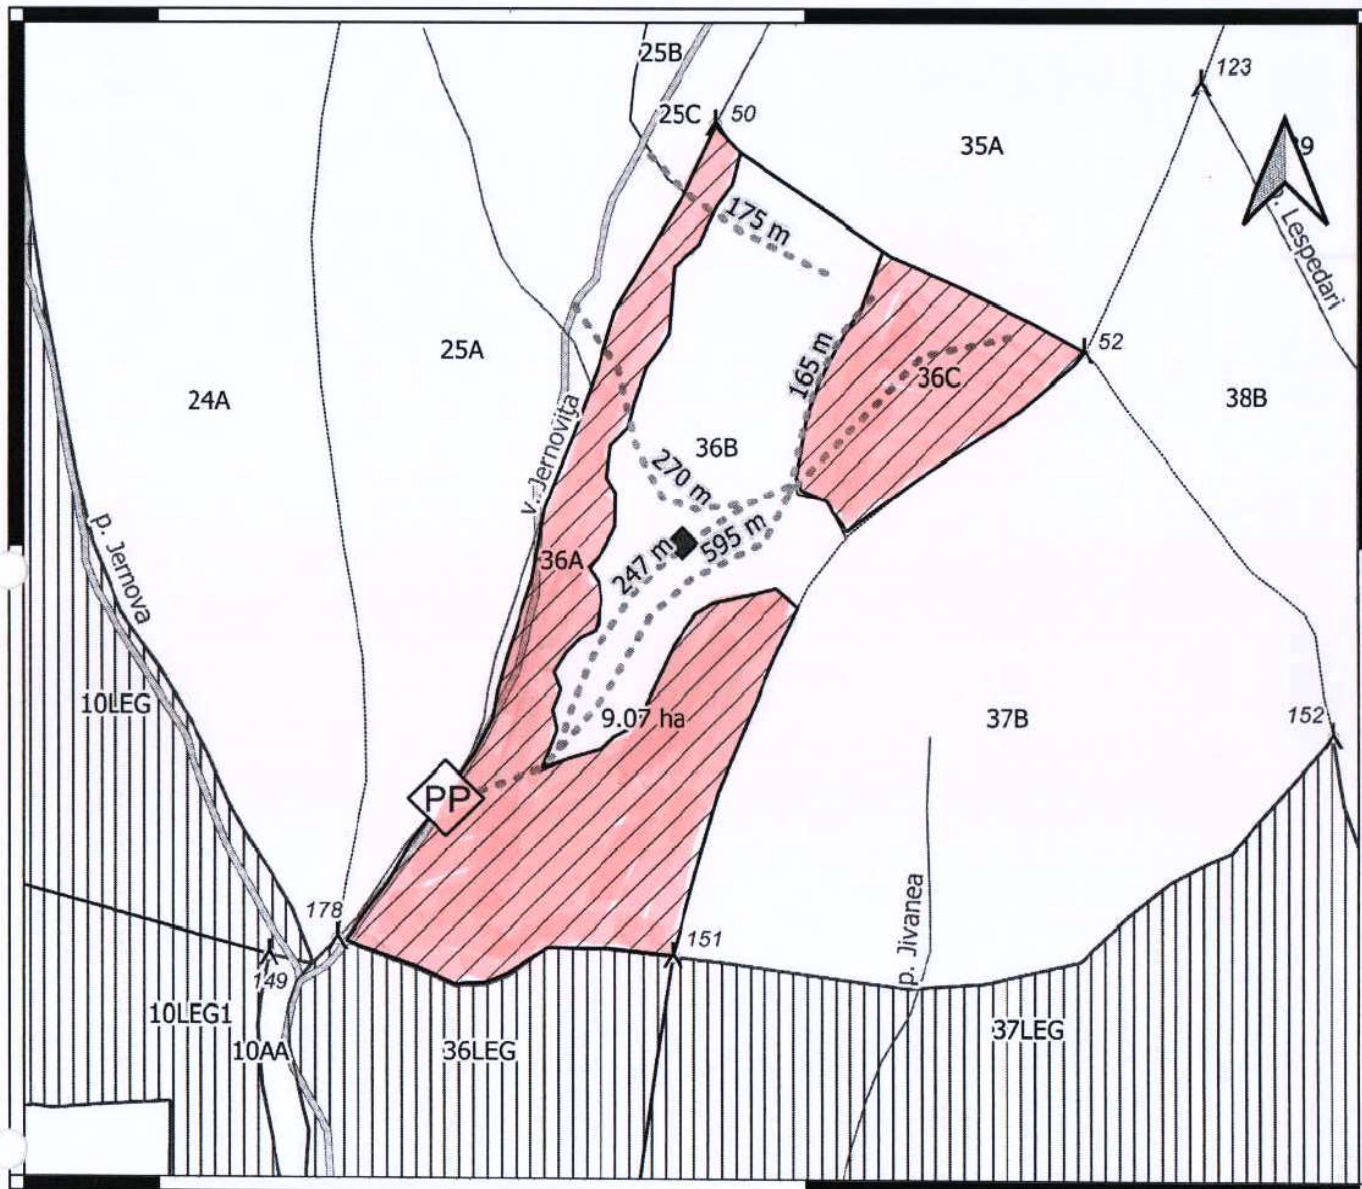 25B
123
25C
50
35A
9
175 m
p. Lespedari
52
25A
165 m
36C
24A
38B
v. Jernovița
36B
270 m
p. Jernova
595 m
36A
247 m
10LEG
9.07 ha
37B
152
PP
178
p. Jivanea
151
149
10LEG1
37LEG
10AA
36LEG